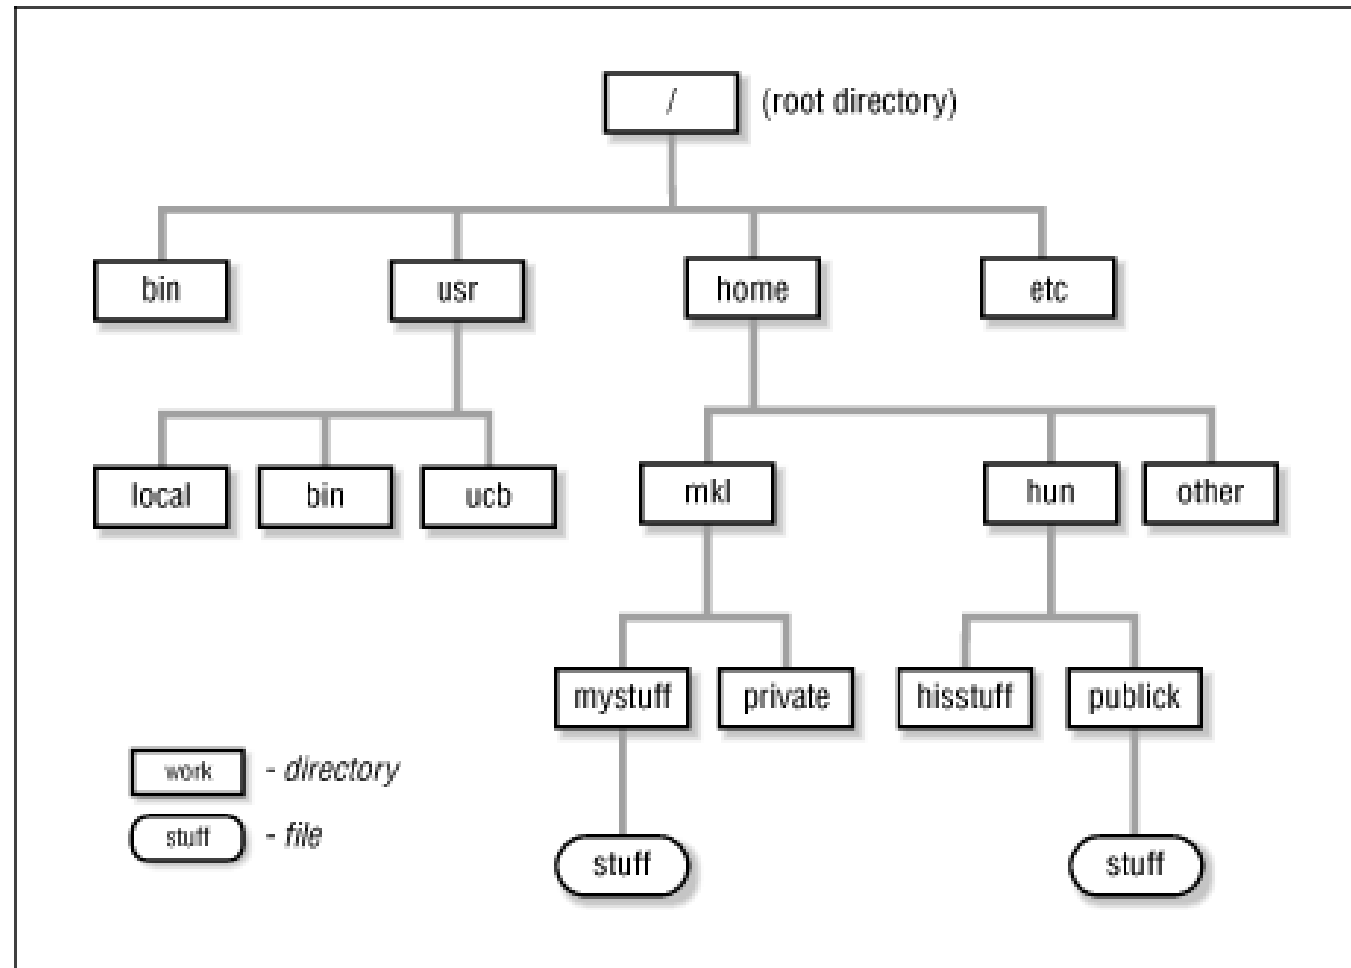 / (root directory)
bin usr home etc
local bin ucb mkl hun other
mystuff private hisstuff publick
work - directory
stuff - file
stuff stuff